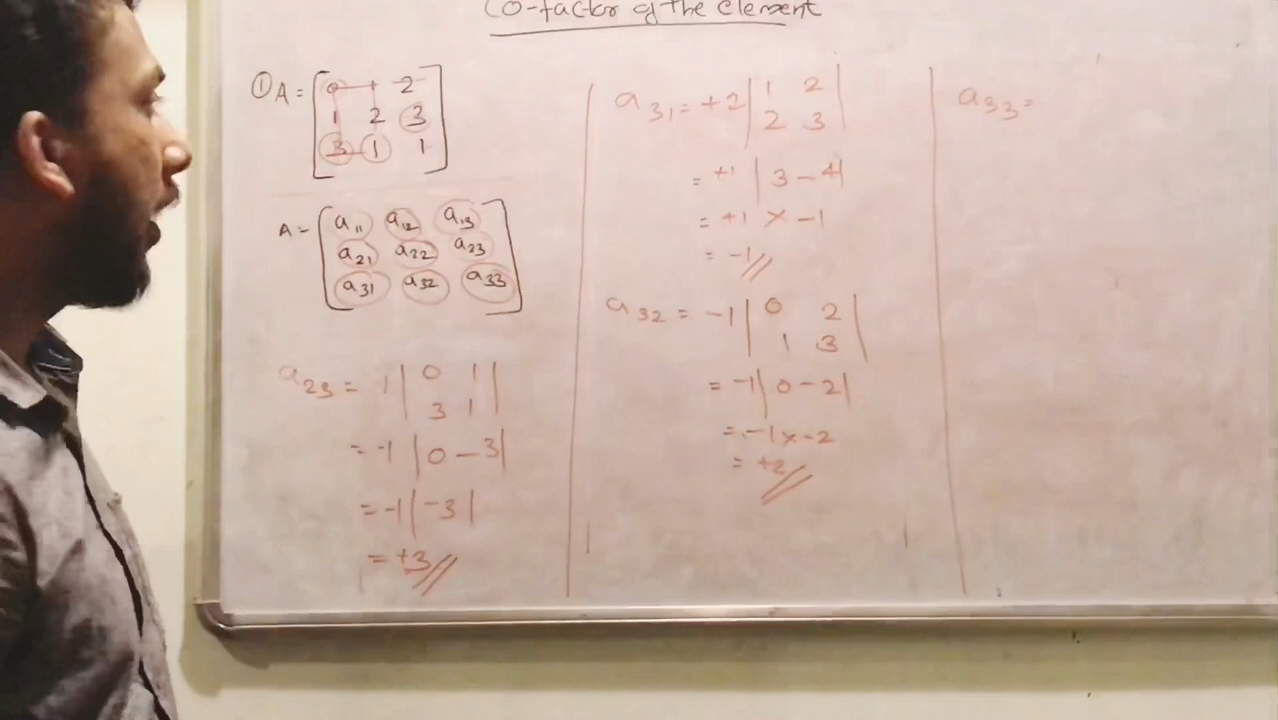 Co-factor of the element
① A = [0 1 2
1 2 3
3 1 1]
A = [a₁₁ a₁₂ a₁₃
a₂₁ a₂₂ a₂₃
a₃₁ a₃₂ a₃₃]
a₂₃ = -1 | 0 1
3 1 |
= -1 | 0 - 3 |
= -1 | -3 |
= +3 //
a₃₁ = +2 | 1 2
2 3 |
= +1 | 3 - 4 |
= +1 × -1
= -1 //
a₃₂ = -1 | 0 2
1 3 |
= -1 | 0 - 2 |
= -1 × -2
= +2 //
a₃₃ =